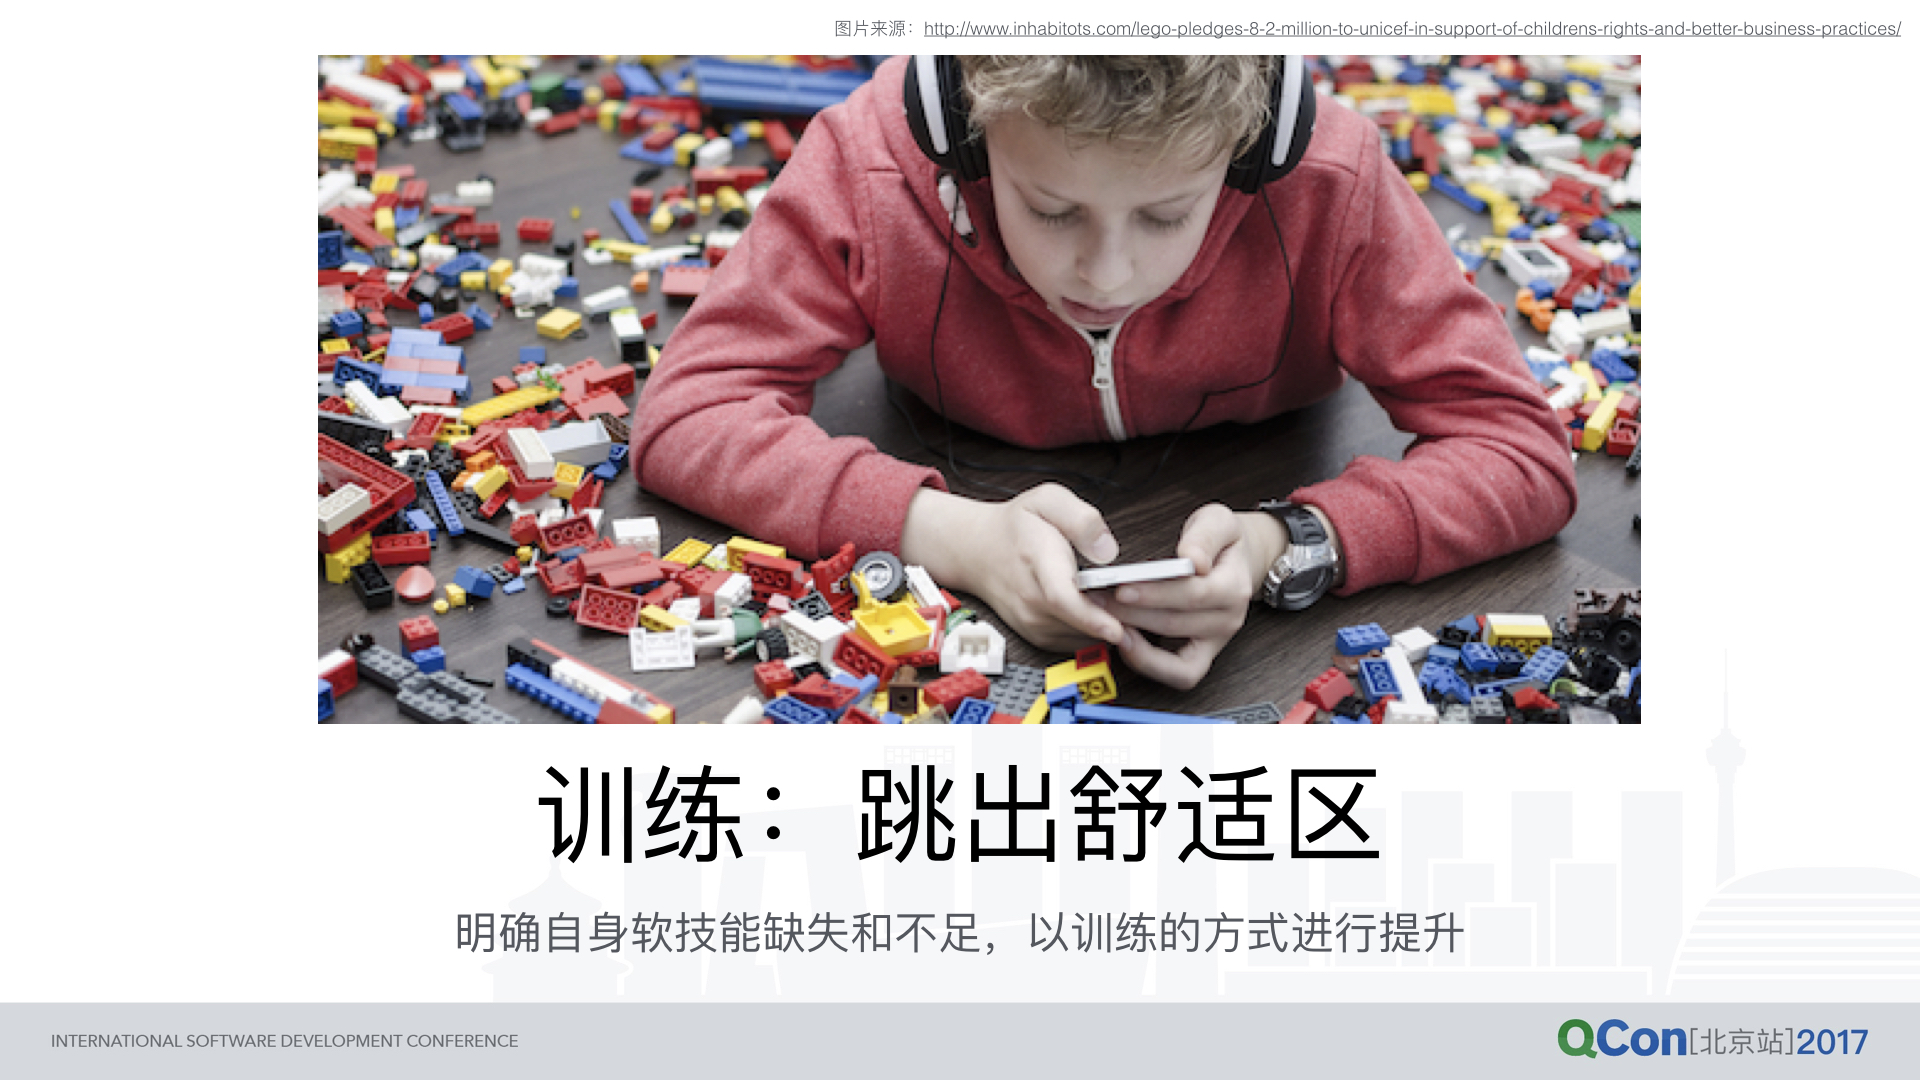 图片来源：http://www.inhabitots.com/lego-pledges-8-2-million-to-unicef-in-support-of-childrens-rights-and-better-business-practices/
训练：跳出舒适区
明确自身软技能缺失和不足，以训练的方式进行提升
INTERNATIONAL SOFTWARE DEVELOPMENT CONFERENCE
QCon[北京站]2017